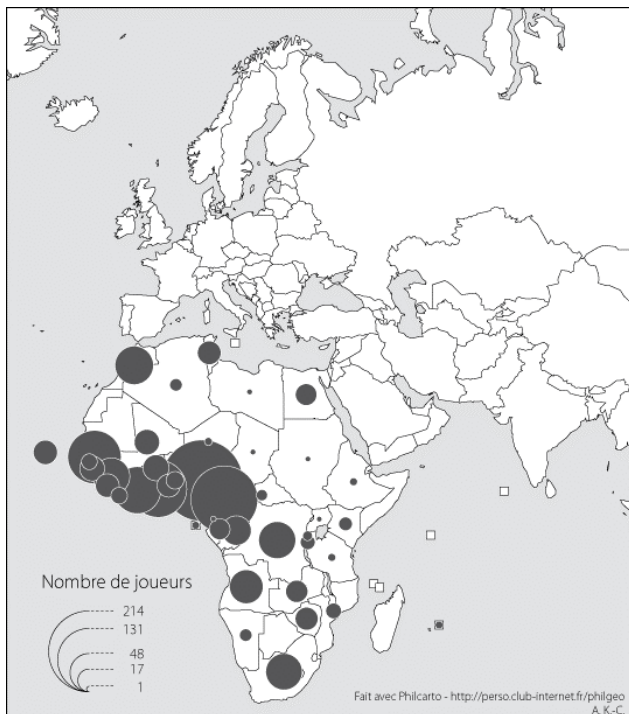 Nombre de joueurs
214
131
48
17
1
Fait avec Philcarto - http://perso.club-internet.fr/philgeo
A. K.-C.